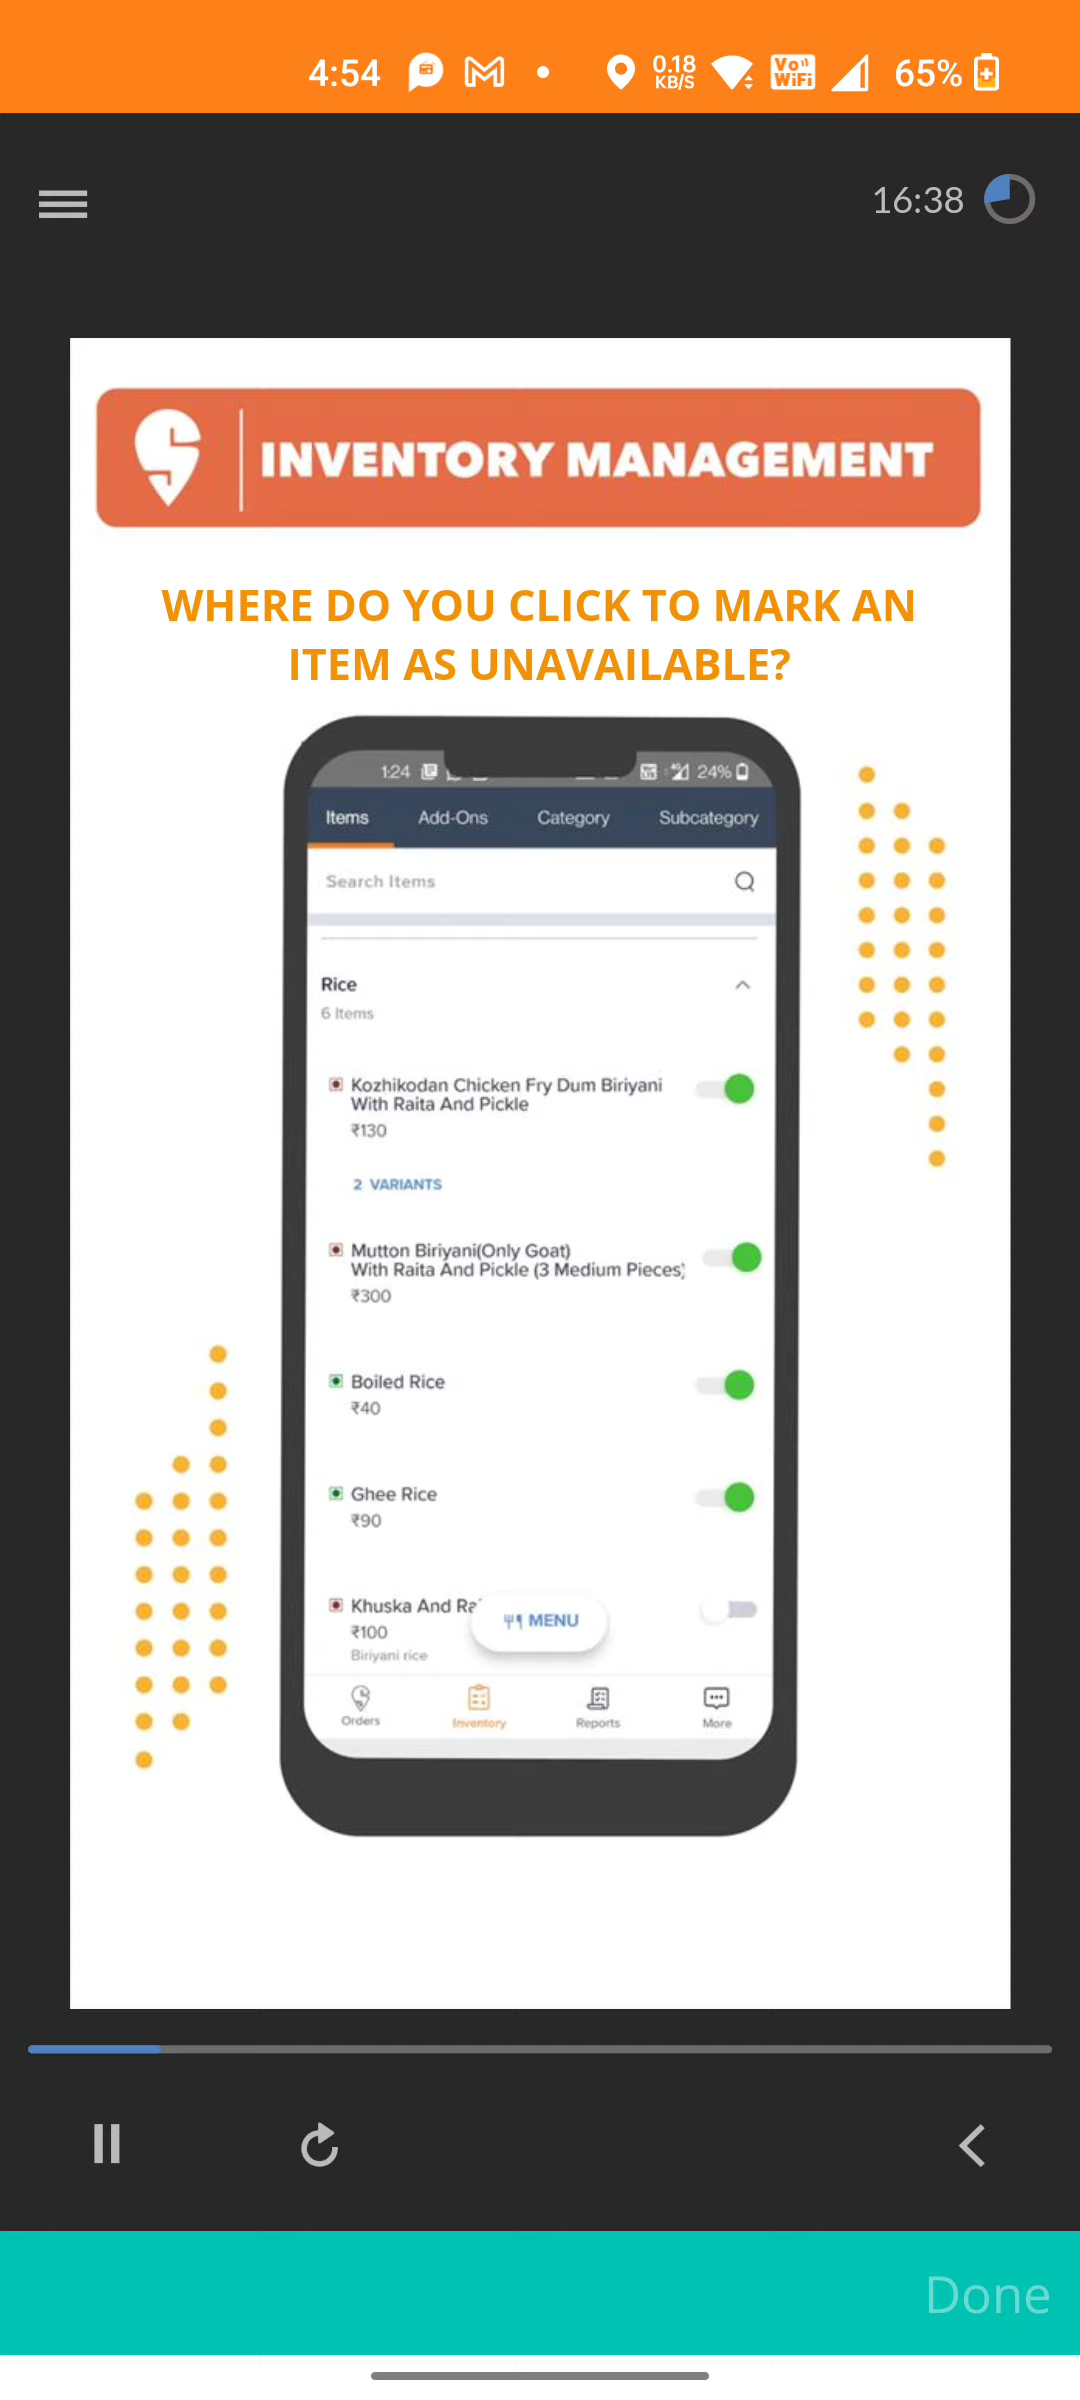 4:54
0.18
KB/S
Vo
WiFi
65%
16:38
INVENTORY MANAGEMENT
WHERE DO YOU CLICK TO MARK AN
ITEM AS UNAVAILABLE?
1:24
24%
Items Add-Ons Category Subcategory
Search Items
Rice
6 Items
Kozhikodan Chicken Fry Dum Biriyani
With Raita And Pickle
₹130
2 VARIANTS
Mutton Biriyani(Only Goat)
With Raita And Pickle (3 Medium Pieces)
₹300
Boiled Rice
₹40
Ghee Rice
₹90
Khuska And Ra
₹100
Biriyani rice
MENU
Orders Inventory Reports More
Done